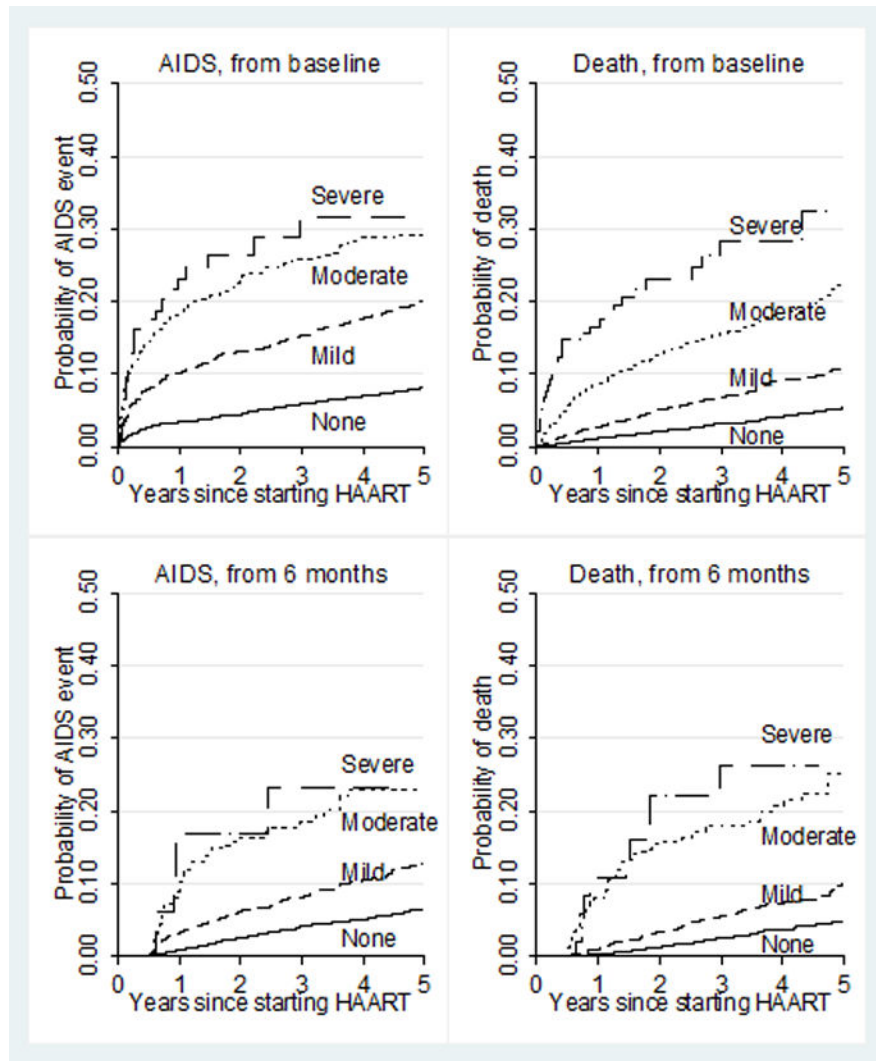 AIDS, from baseline
Probability of AIDS event
0.00 0.10 0.20 0.30 0.40 0.50
Severe
Moderate
Mild
None
0 1 2 3 4 5
Years since starting HAART
Death, from baseline
Probability of death
0.00 0.10 0.20 0.30 0.40 0.50
Severe
Moderate
Mild
None
0 1 2 3 4 5
Years since starting HAART
AIDS, from 6 months
Probability of AIDS event
0.00 0.10 0.20 0.30 0.40 0.50
Severe
Moderate
Mild
None
0 1 2 3 4 5
Years since starting HAART
Death, from 6 months
Probability of death
0.00 0.10 0.20 0.30 0.40 0.50
Severe
Moderate
Mild
None
0 1 2 3 4 5
Years since starting HAART